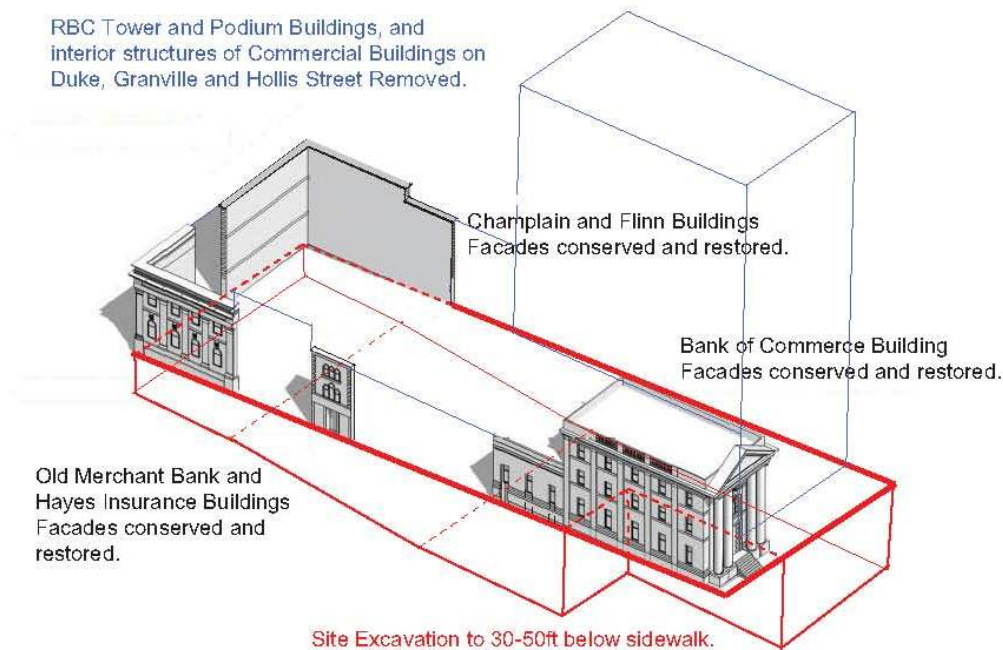 RBC Tower and Podium Buildings, and
interior structures of Commercial Buildings on
Duke, Granville and Hollis Street Removed.
Champlain and Flinn Buildings
Facades conserved and restored.
Bank of Commerce Building
Facades conserved and restored.
Old Merchant Bank and
Hayes Insurance Buildings
Facades conserved and
restored.
Site Excavation to 30-50ft below sidewalk.